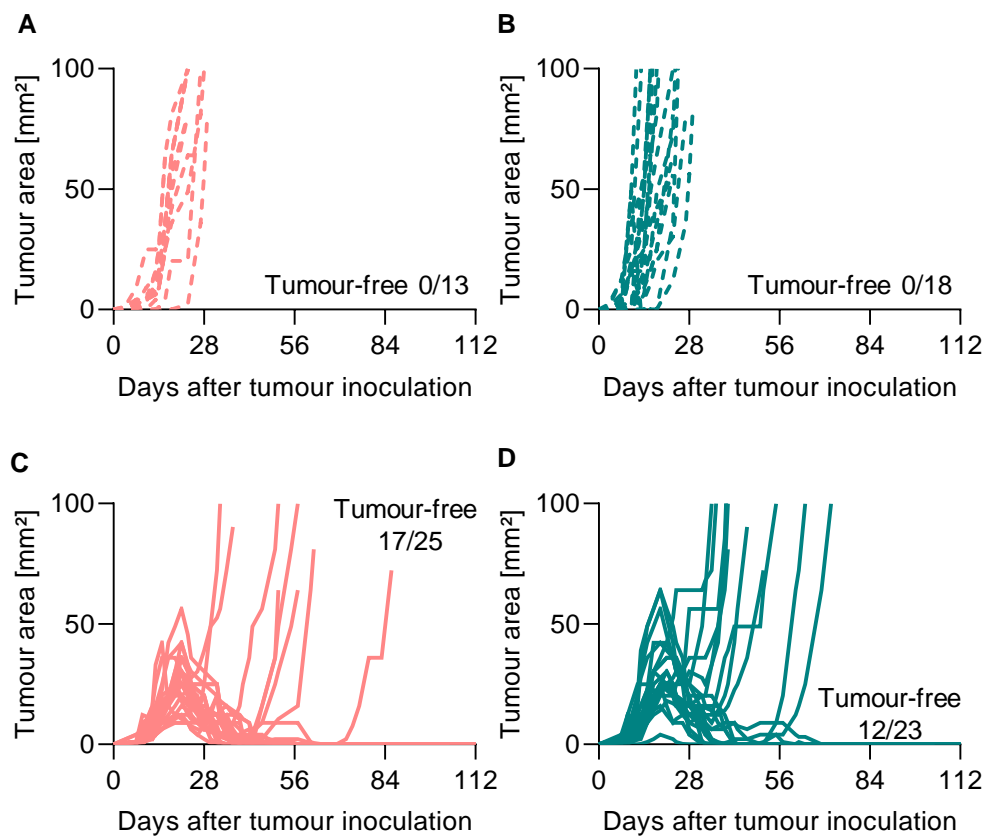 A
Tumour area [mm²]
100
50
0
Tumour-free 0/13
0 28 56 84 112
Days after tumour inoculation
B
Tumour area [mm²]
100
50
0
Tumour-free 0/18
0 28 56 84 112
Days after tumour inoculation
C
Tumour area [mm²]
100
50
0
Tumour-free
17/25
0 28 56 84 112
Days after tumour inoculation
D
Tumour area [mm²]
100
50
0
Tumour-free
12/23
0 28 56 84 112
Days after tumour inoculation